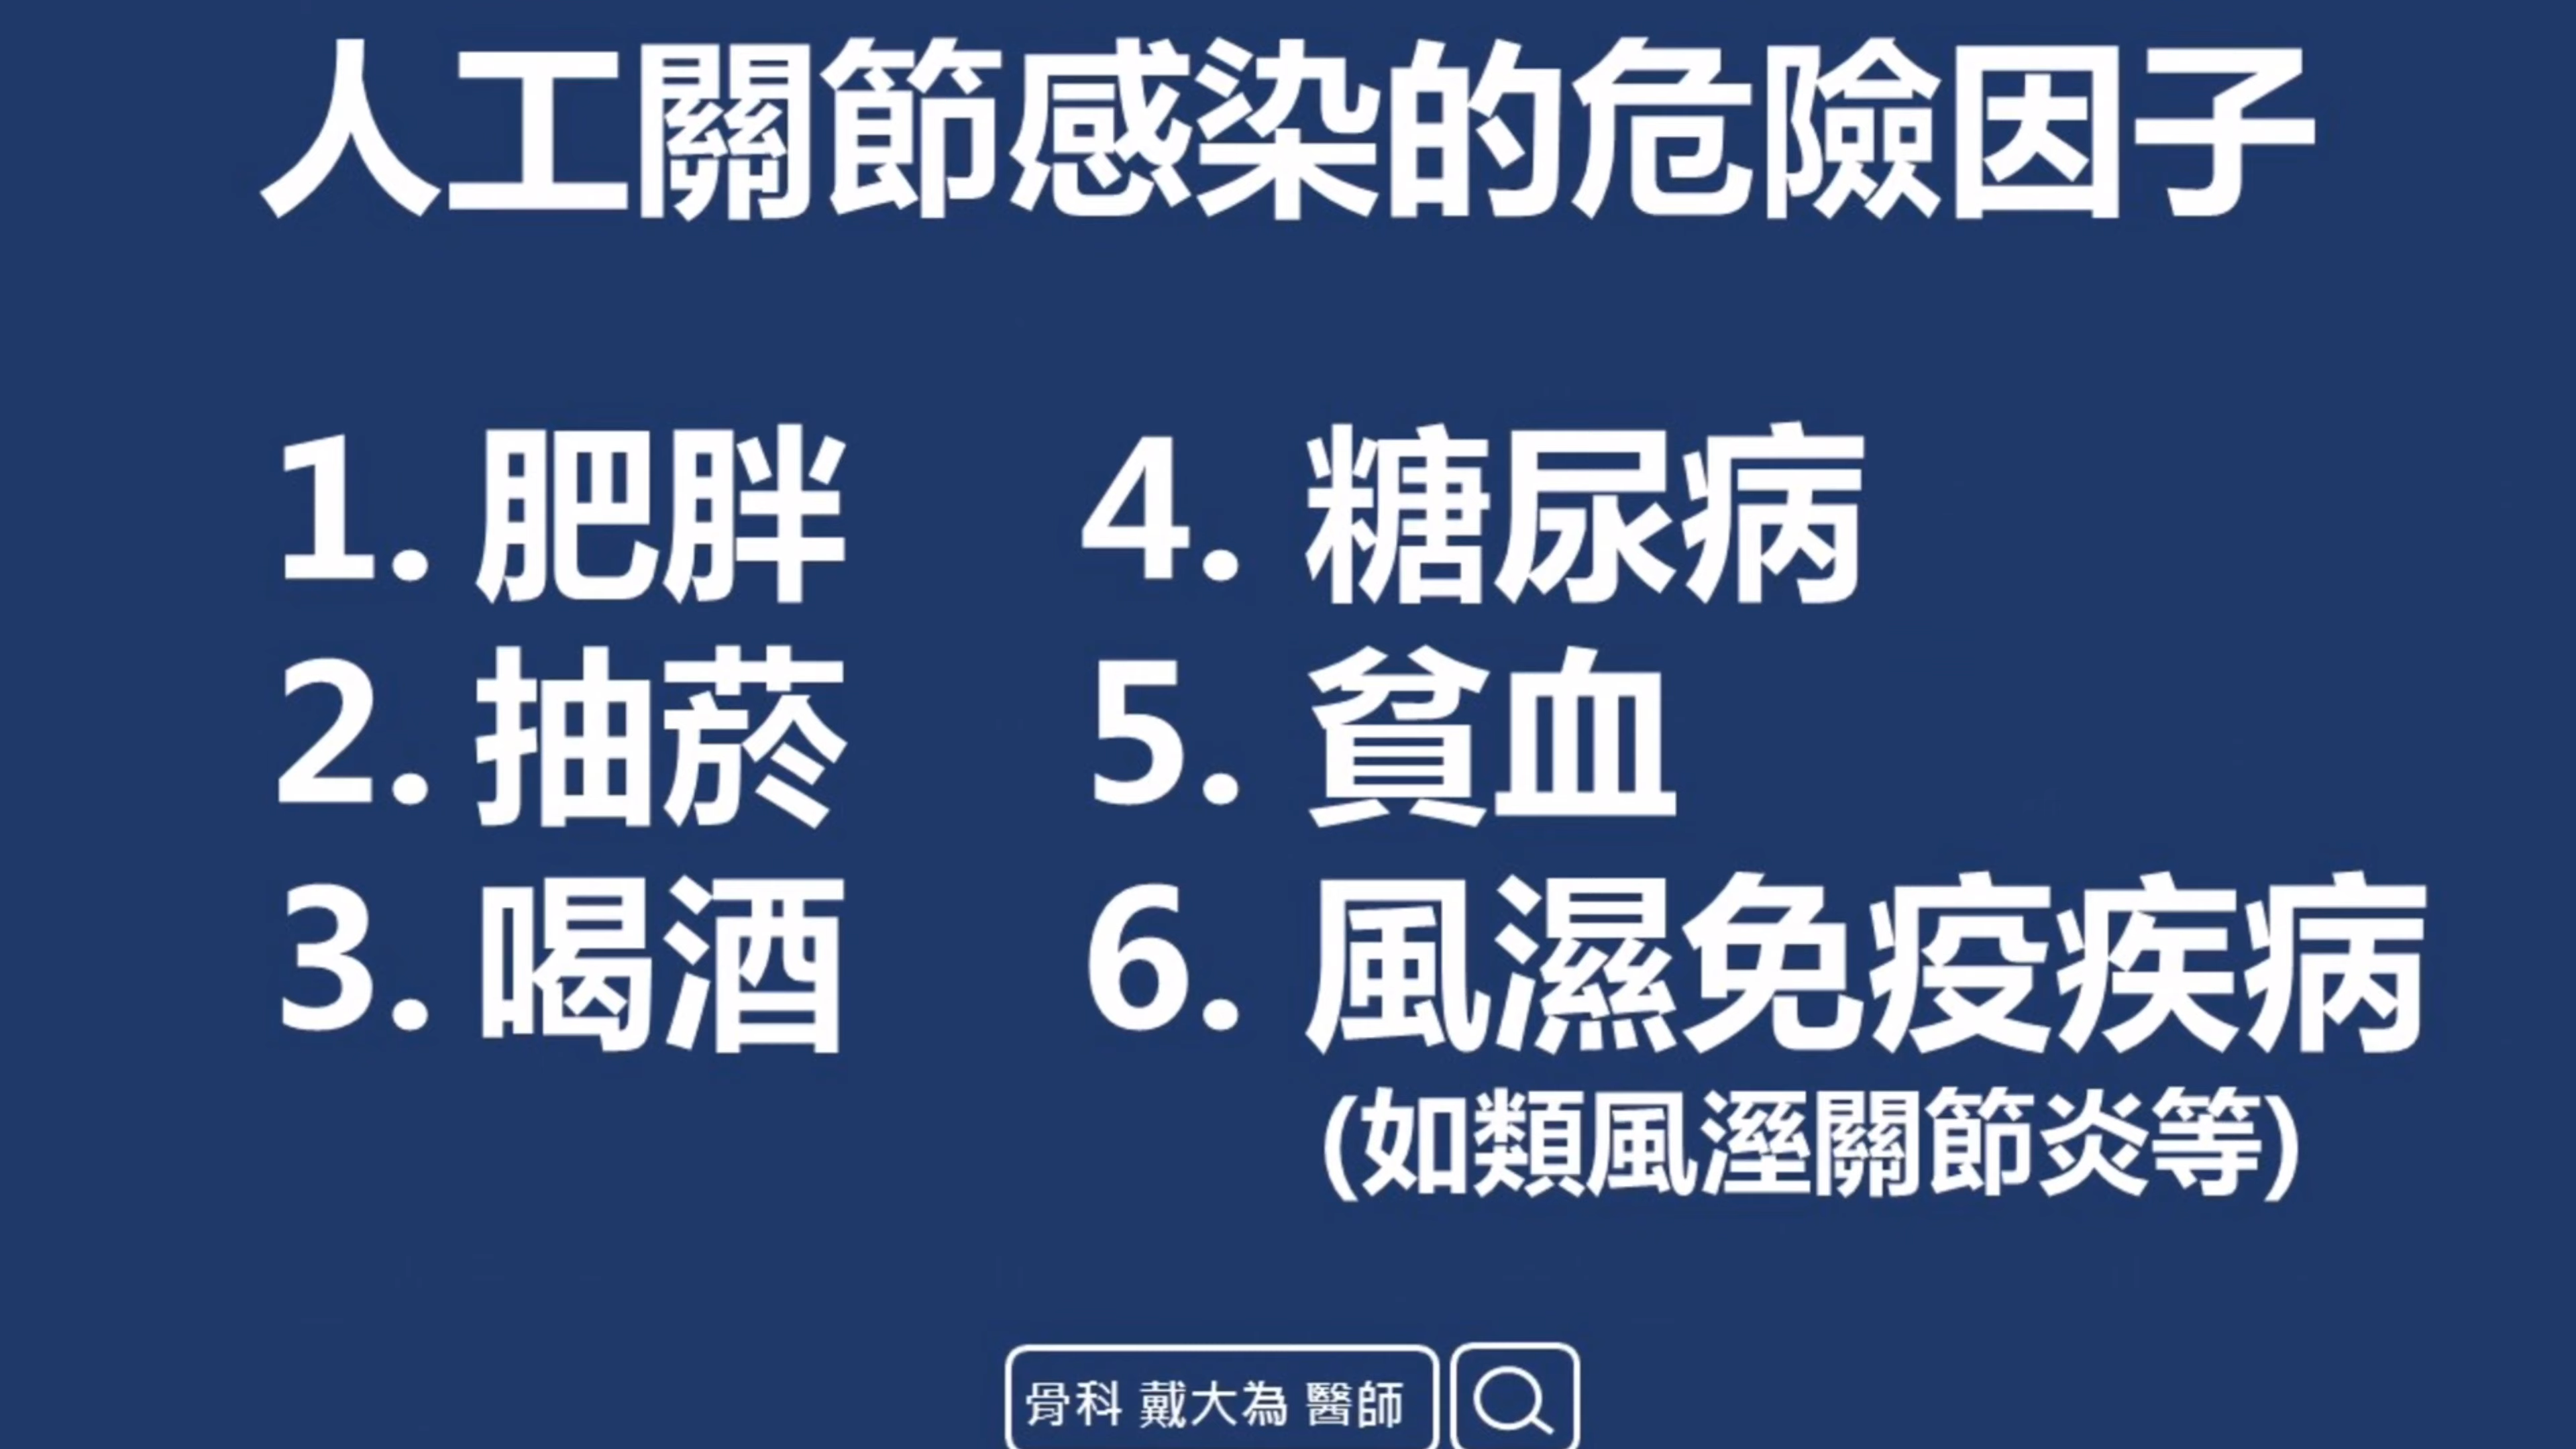 人工關節感染的危險因子
1. 肥胖
2. 抽菸
3. 喝酒
4. 糖尿病
5. 貧血
6. 風濕免疫疾病
(如類風溼關節炎等)
骨科 戴大為 醫師